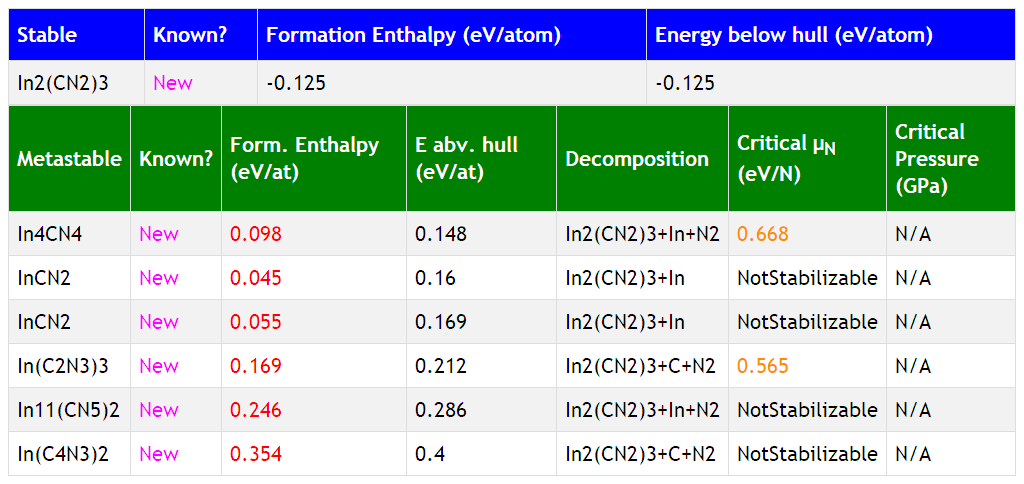 Stable Known? Formation Enthalpy (eV/atom) Energy below hull (eV/atom)
In2(CN2)3 New -0.125 -0.125
Metastable Known? Form. Enthalpy (eV/at) E abv. hull (eV/at) Decomposition Critical μN (eV/N) Critical Pressure (GPa)
In4CN4 New 0.098 0.148 In2(CN2)3+In+N2 0.668 N/A
InCN2 New 0.045 0.16 In2(CN2)3+In NotStabilizable N/A
InCN2 New 0.055 0.169 In2(CN2)3+In NotStabilizable N/A
In(C2N3)3 New 0.169 0.212 In2(CN2)3+C+N2 0.565 N/A
In11(CN5)2 New 0.246 0.286 In2(CN2)3+In+N2 NotStabilizable N/A
In(C4N3)2 New 0.354 0.4 In2(CN2)3+C+N2 NotStabilizable N/A